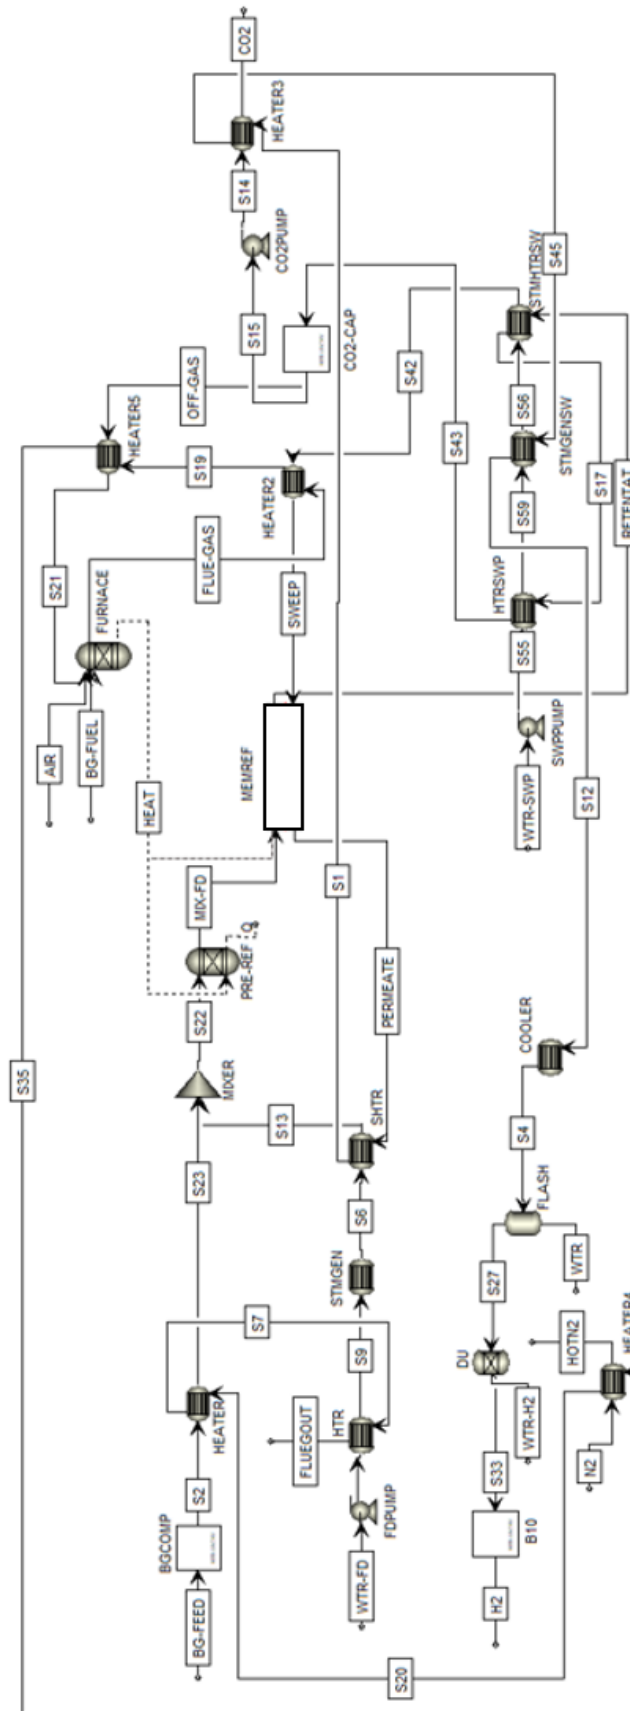 CO2
HEATER3
S14
CO2PUMP
S15
CO2-CAP
OFF-GAS
HEATER5
S19
HEATER2
S42
S43
S45
STMHTRSW
S56
STMGENSW
S17
S59
RETENTAT
HTRSWP
S55
SWPPUMP
WTR-SWP
S12
S21
FURNACE
FLUE-GAS
AIR
BG-FUEL
SWEEP
HEAT
MEMREF
S1
MIX-FD
PRE-REF
Q
PERMEATE
S22
MIXER
S35
S13
SHTR
S23
S6
STMGEN
S7
S9
HEATER
HTR
FLUEGOUT
S2
BGCOMP
BG-FEED
FDPUMP
WTR-FD
COOLER
S4
FLASH
S27
WTR
DU
HOTN2
HEATER4
WTR-H2
S33
N2
B10
H2
S20